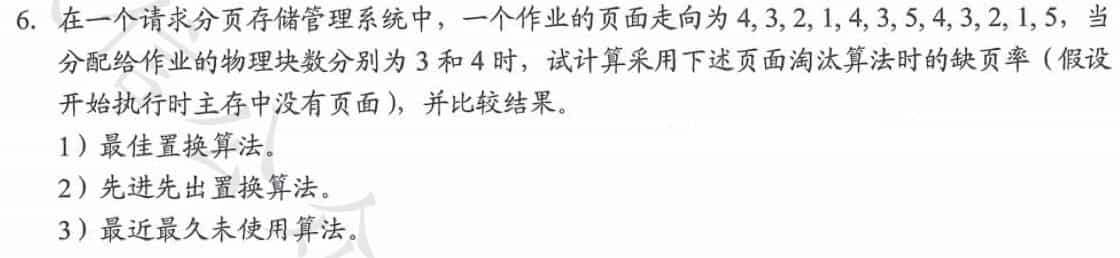 6. 在一个请求分页存储管理系统中，一个作业的页面走向为 4, 3, 2, 1, 4, 3, 5, 4, 3, 2, 1, 5，当
分配给作业的物理块数分别为 3 和 4 时，试计算采用下述页面淘汰算法时的缺页率（假设
开始执行时主存中没有页面），并比较结果。
1）最佳置换算法。
2）先进先出置换算法。
3）最近最久未使用算法。